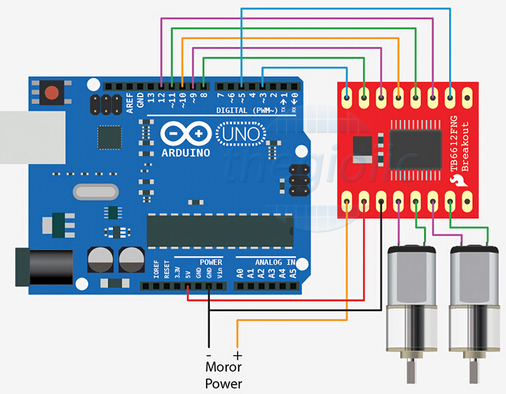 AREF
GND
13
12
~11
~10
~9
8
7
~6
~5
4
~3
2
TX 1
RX 0
DIGITAL (PWM~)
UNO
ARDUINO
thegioiic
TB6612FNG
Breakout
POWER
ANALOG IN
IOREF
RESET
3.3V
5V
GND
GND
Vin
A0
A1
A2
A3
A4
A5
- +
Moror
Power